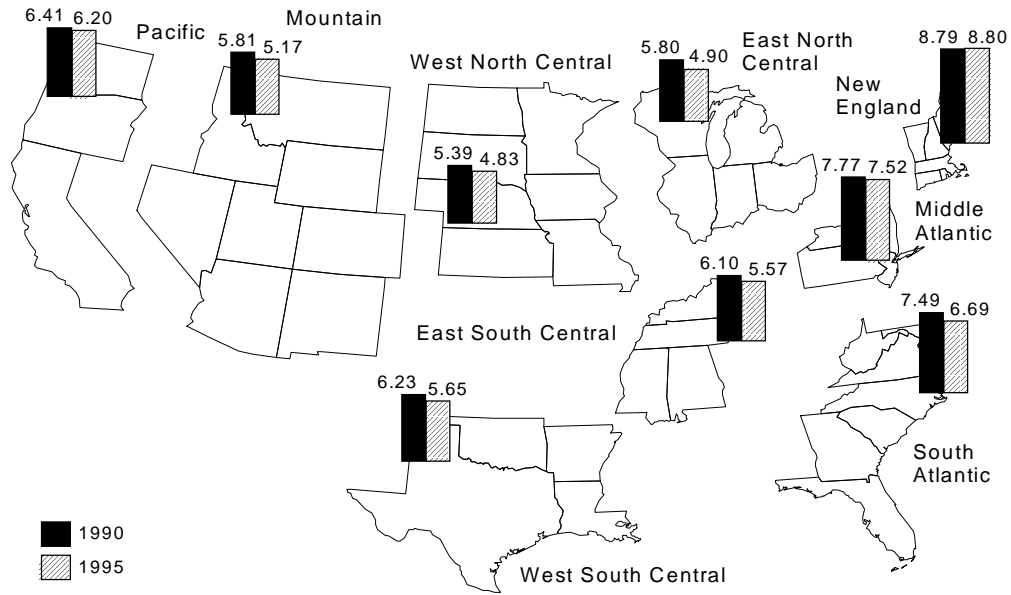 6.41 6.20
Pacific
Mountain
5.81 5.17
West North Central
5.39 4.83
5.80 4.90
East North
Central
New
England
8.79 8.80
7.77 7.52
Middle
Atlantic
6.10 5.57
East South Central
7.49 6.69
6.23 5.65
South
Atlantic
West South Central
1990
1995